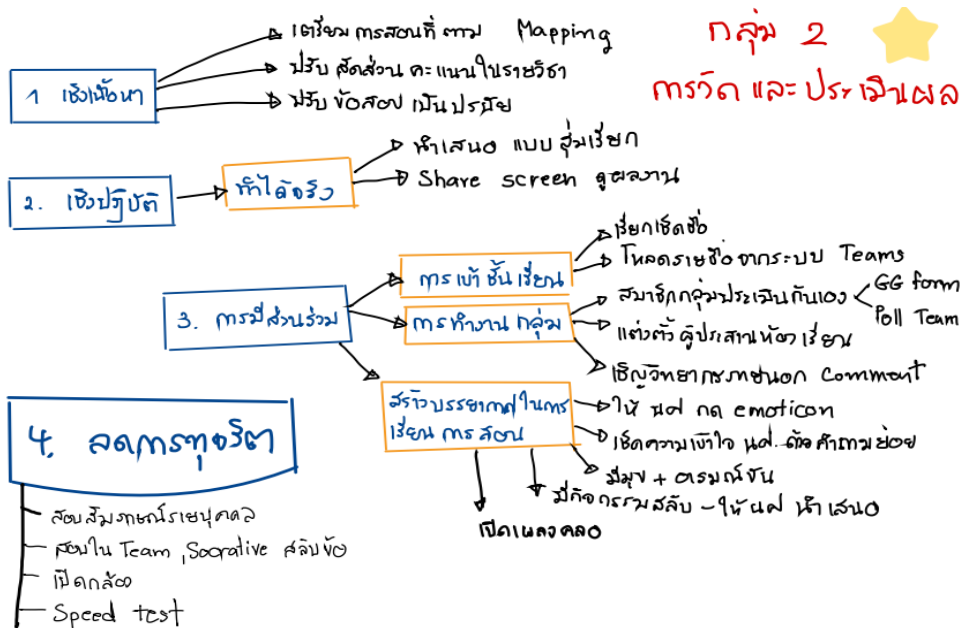 กลุ่ม 2
การวัด และ ประเมินผล
1 เชิงเนื้อหา
เตรียม การสอนที่ ตาม Mapping
ปรับ สัดส่วน คะแนนในรายวิชา
ปรับ ข้อสอบ เป็นปรนัย
2. เชิงปฏิบัติ
ทำได้จริง
นำเสนอ แบบ สุ่มเรียก
Share screen ดูผลงาน
3. การมีส่วนร่วม
การเข้า ชั้นเรียน
เรียกเช็คชื่อ
โหลดรายชื่อจากระบบ Teams
การทำงาน กลุ่ม
สมาชิกกลุ่มประเมินกันเอง
GG form
Poll Team
แต่งตั้ง ผู้ประสานห้อง เรียน
เชิญวิทยากรภายนอก Comment
สร้างบรรยากาศในการ
เรียน การ สอน
ให้ นศ กด emoticon
เช็คความเข้าใจ นศ. ด้วยคำถามย่อย
มีมุข + อารมณ์ขัน
มีกิจกรรมสลับ - ให้ นศ นำเสนอ
เปิดเพลงคลอ
4. ลดการทุจริต
สอบสัมภาษณ์รายบุคคล
สอบใน Team, Socrative สลับข้อ
เปิดกล้อง
Speed test